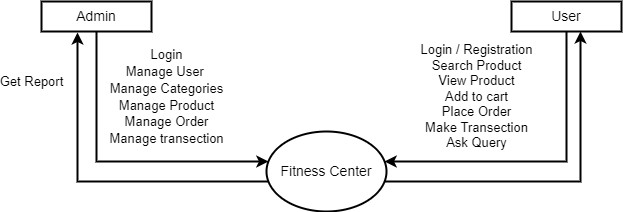 Admin
User
Get Report
Login
Manage User
Manage Categories
Manage Product
Manage Order
Manage transection
Login / Registration
Search Product
View Product
Add to cart
Place Order
Make Transection
Ask Query
Fitness Center